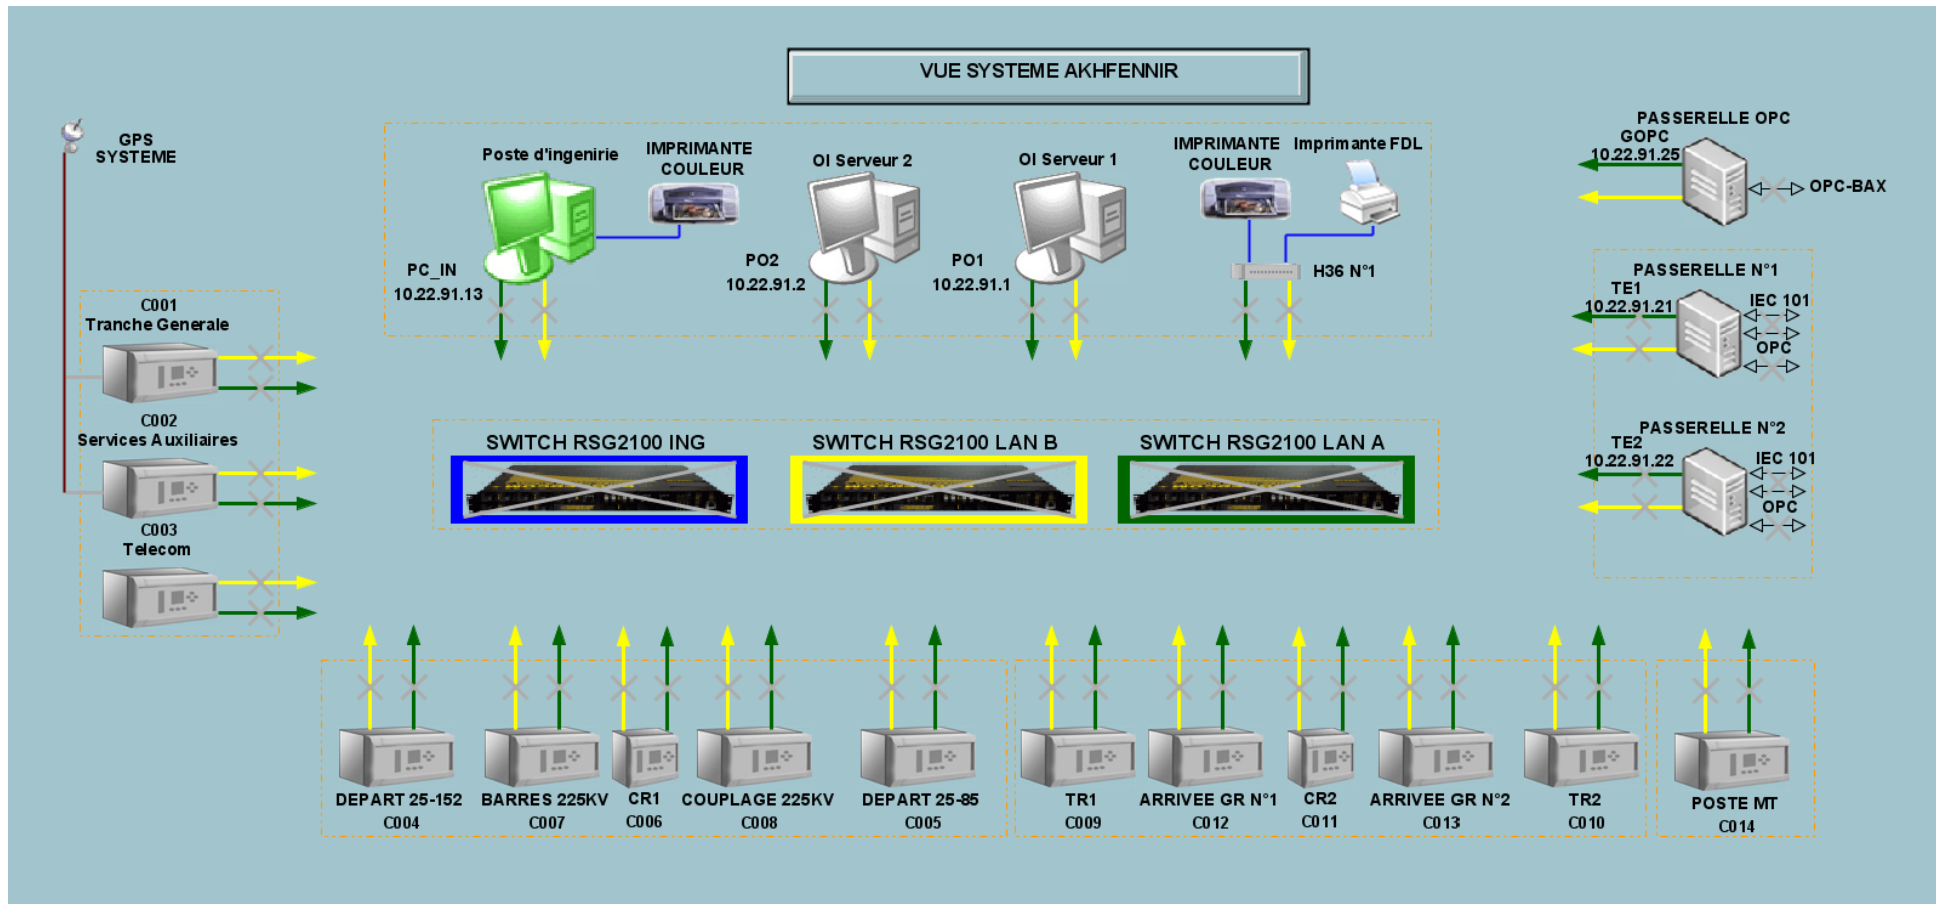 VUE SYSTEME AKHFENNIR
GPS
SYSTEME
Poste d'ingenirie
IMPRIMANTE
COULEUR
OI Serveur 2
OI Serveur 1
IMPRIMANTE
COULEUR
Imprimante FDL
PC_IN
10.22.91.13
PO2
10.22.91.2
PO1
10.22.91.1
H36 N°1
PASSERELLE OPC
GOPC
10.22.91.25
OPC-BAX
PASSERELLE N°1
TE1
10.22.91.21
IEC 101
OPC
PASSERELLE N°2
TE2
10.22.91.22
IEC 101
OPC
C001
Tranche Generale
C002
Services Auxiliaires
C003
Telecom
SWITCH RSG2100 ING
SWITCH RSG2100 LAN B
SWITCH RSG2100 LAN A
DEPART 25-152
C004
BARRES 225KV
C007
CR1
C006
COUPLAGE 225KV
C008
DEPART 25-85
C005
TR1
C009
ARRIVEE GR N°1
C012
CR2
C011
ARRIVEE GR N°2
C013
TR2
C010
POSTE MT
C014